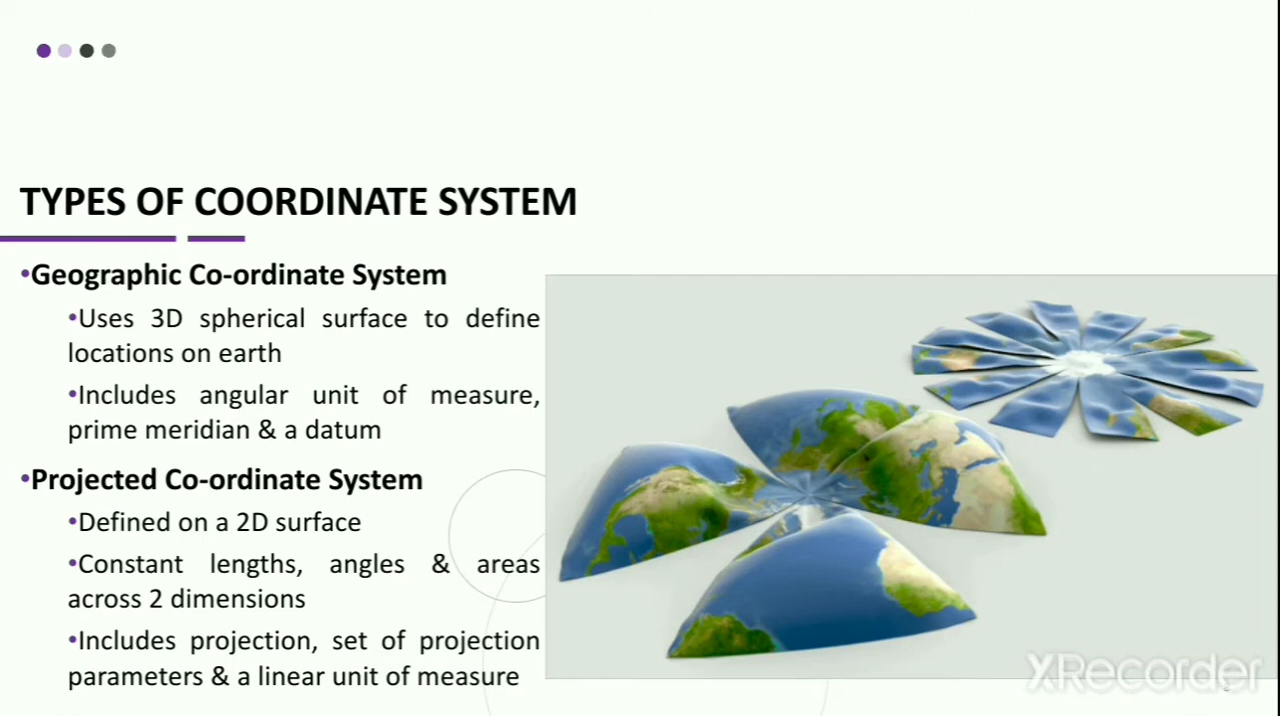 TYPES OF COORDINATE SYSTEM
•Geographic Co-ordinate System
•Uses 3D spherical surface to define
locations on earth
•Includes angular unit of measure,
prime meridian & a datum
•Projected Co-ordinate System
•Defined on a 2D surface
•Constant lengths, angles & areas
across 2 dimensions
•Includes projection, set of projection
parameters & a linear unit of measure
XRecorder